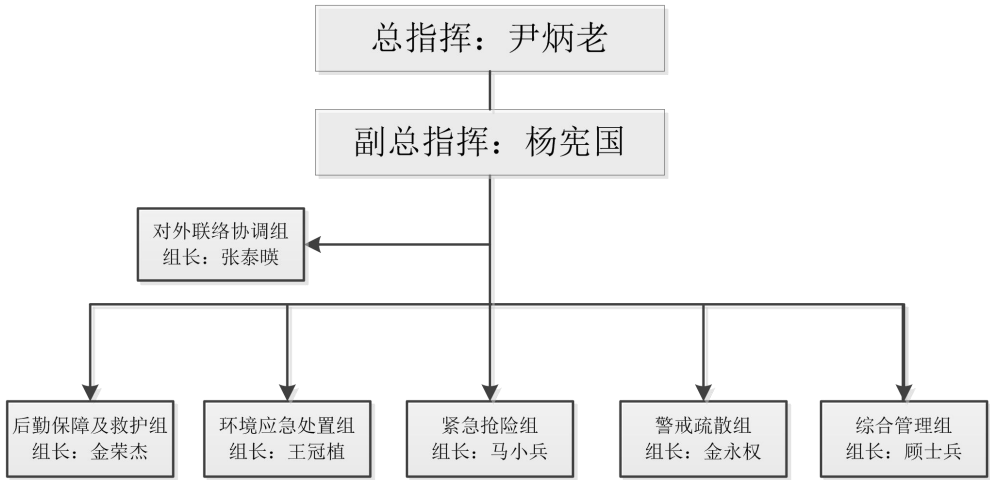 总指挥：尹炳老
副总指挥：杨宪国
对外联络协调组
组长：张泰暎
后勤保障及救护组
组长：金荣杰
环境应急处置组
组长：王冠植
紧急抢险组
组长：马小兵
警戒疏散组
组长：金永权
综合管理组
组长：顾士兵